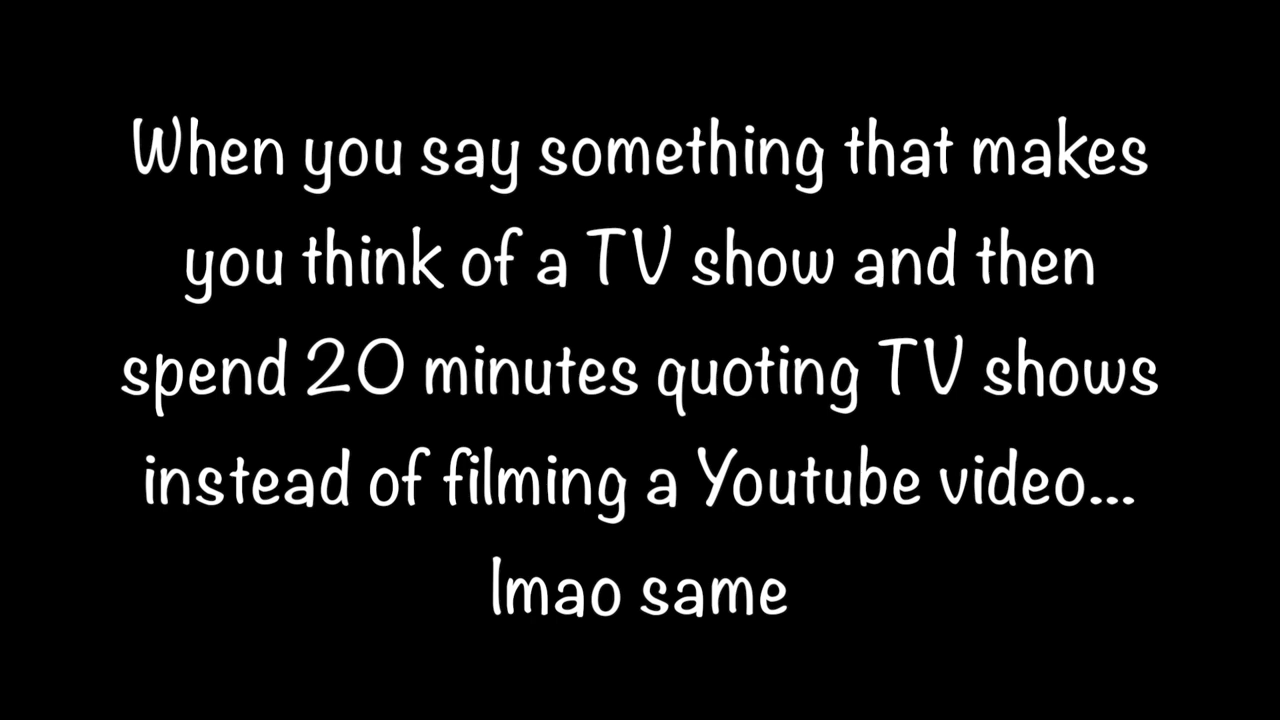 When you say something that makes
you think of a TV show and then
spend 20 minutes quoting TV shows
instead of filming a Youtube video...
lmao same